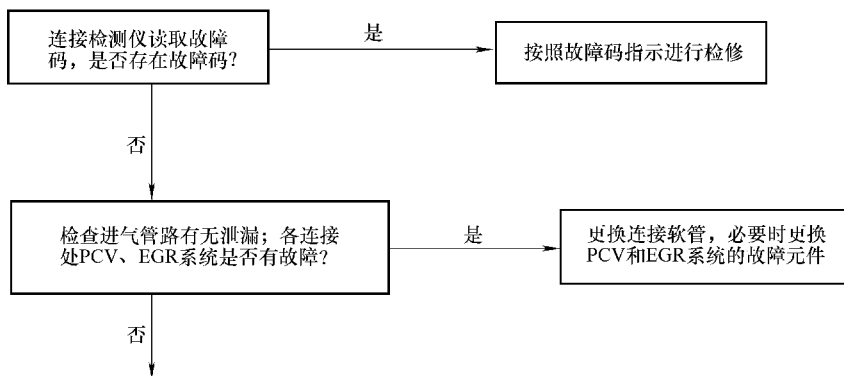 连接检测仪读取故障
码，是否存在故障码？
是
按照故障码指示进行检修
否
检查进气管路有无泄漏；各连接
处PCV、EGR系统是否有故障？
是
更换连接软管，必要时更换
PCV和EGR系统的故障元件
否